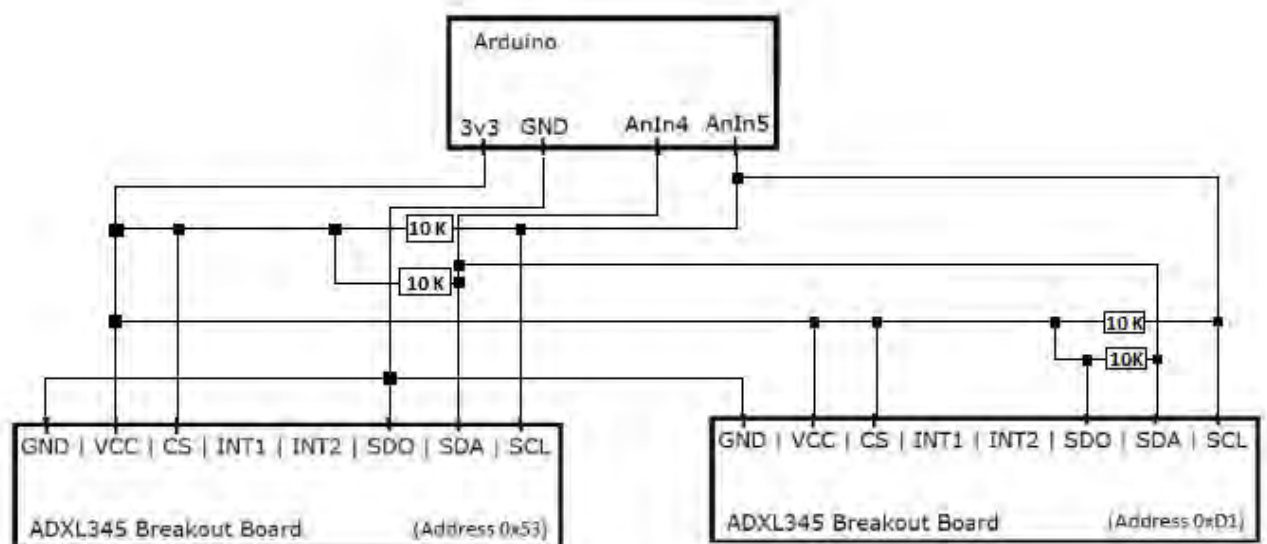 Arduino
3v3 GND AnIn4 AnIn5
10 K
10 K
10 K
10K
GND | VCC | CS | INT1 | INT2 | SDO | SDA | SCL
ADXL345 Breakout Board (Address 0x53)
GND | VCC | CS | INT1 | INT2 | SDO | SDA | SCL
ADXL345 Breakout Board (Address 0xD1)